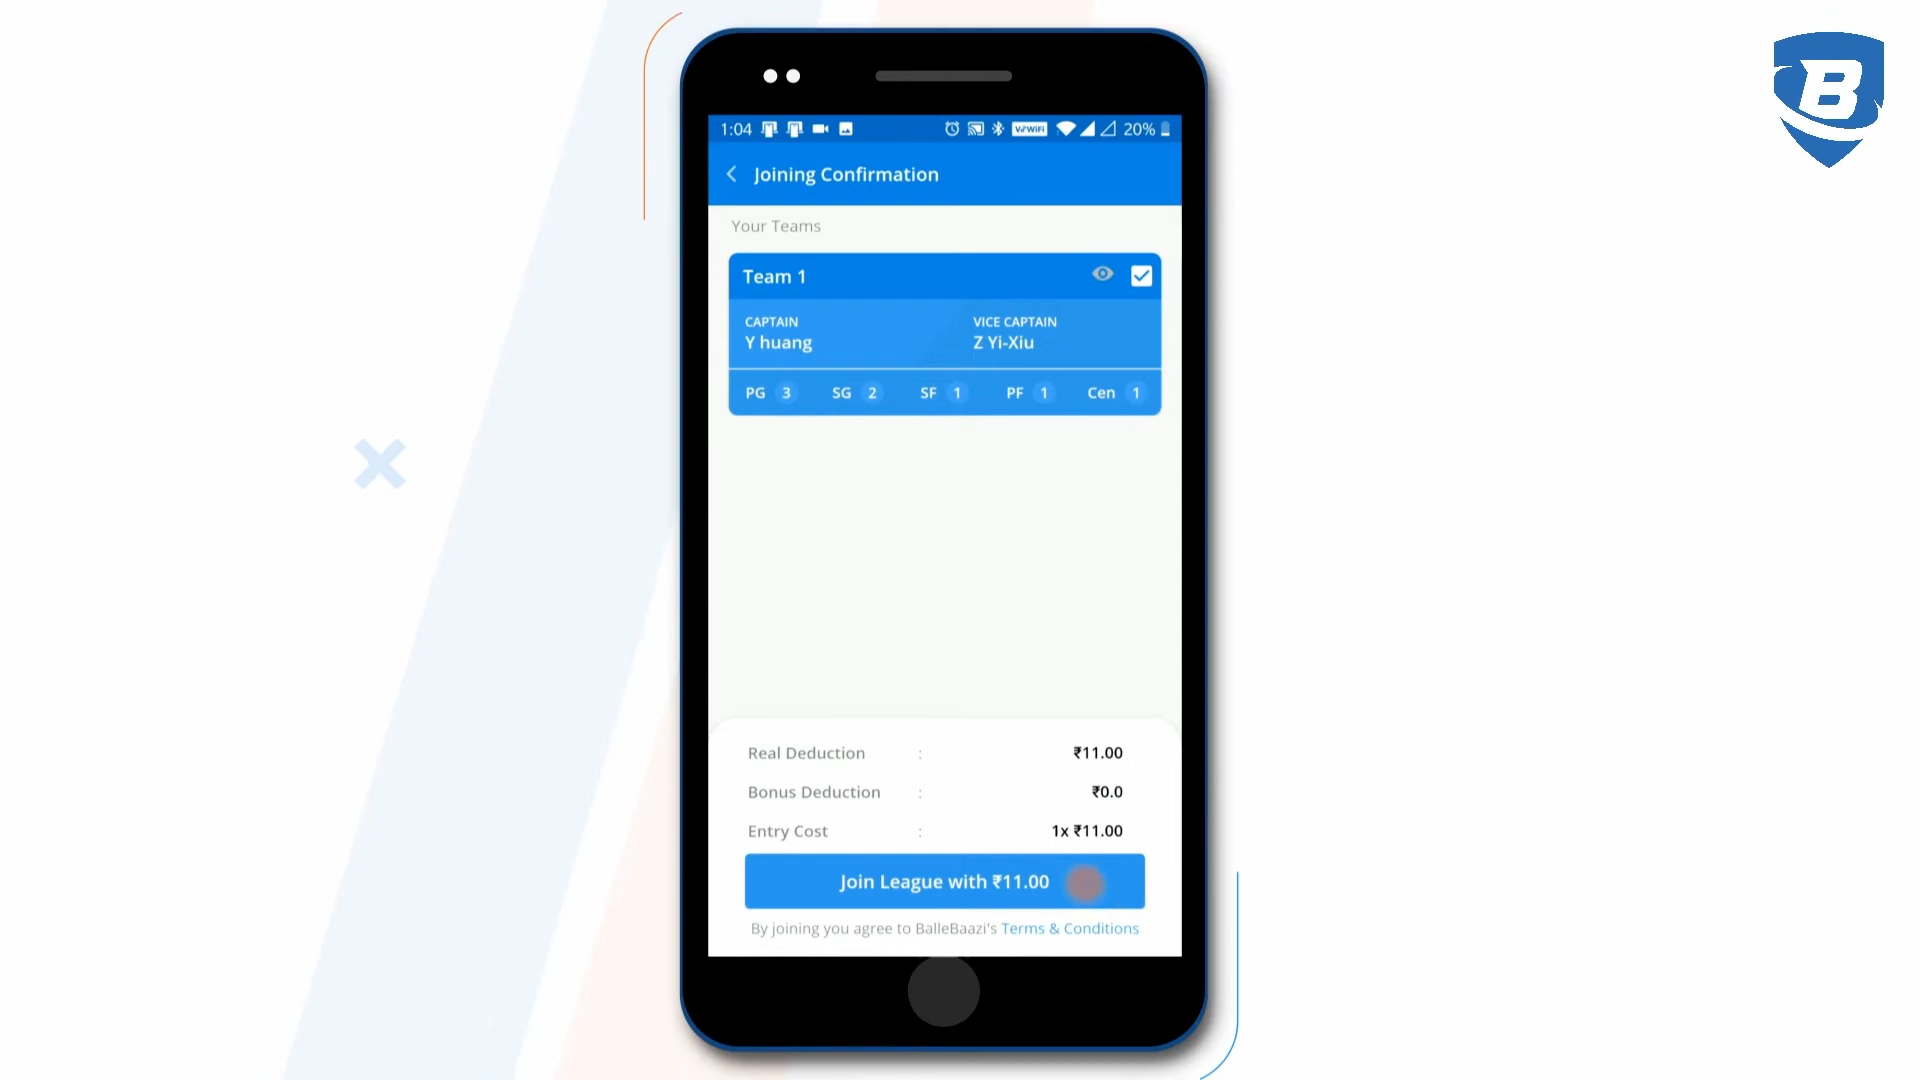 B
1:04 Vo WiFi 20%
Joining Confirmation
Your Teams
Team 1
CAPTAIN VICE CAPTAIN
Y huang Z Yi-Xiu
PG 3 SG 2 SF 1 PF 1 Cen 1
Real Deduction : ₹11.00
Bonus Deduction : ₹0.0
Entry Cost : 1x ₹11.00
Join League with ₹11.00
By joining you agree to BalleBaazi's Terms & Conditions